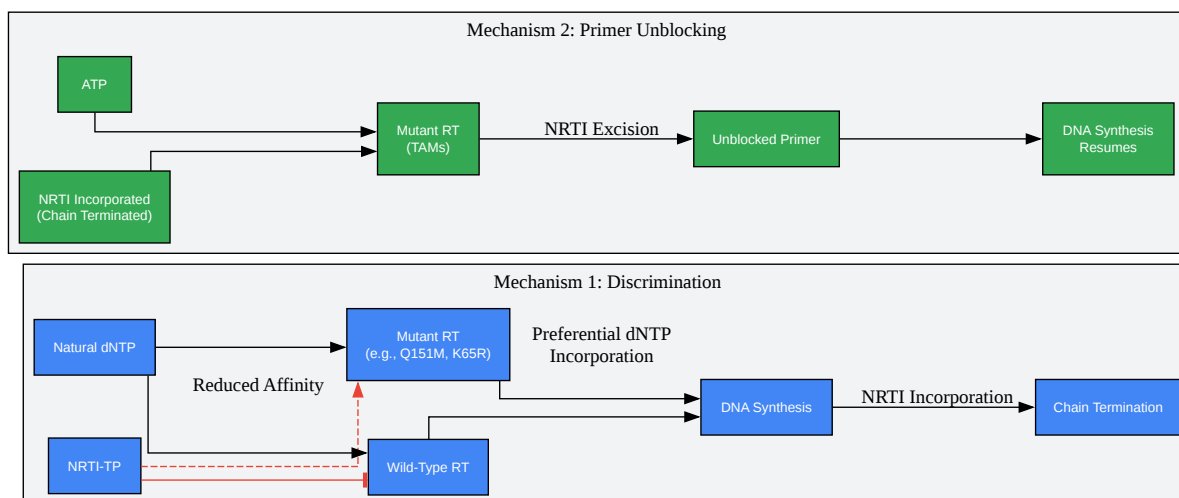 Mechanism 2: Primer Unblocking
ATP
NRTI Incorporated
(Chain Terminated)
Mutant RT
(TAMs)
NRTI Excision
Unblocked Primer
DNA Synthesis
Resumes
Mechanism 1: Discrimination
Natural dNTP
Reduced Affinity
NRTI-TP
Mutant RT
(e.g., Q151M, K65R)
Wild-Type RT
Preferential dNTP
Incorporation
DNA Synthesis
NRTI Incorporation
Chain Termination